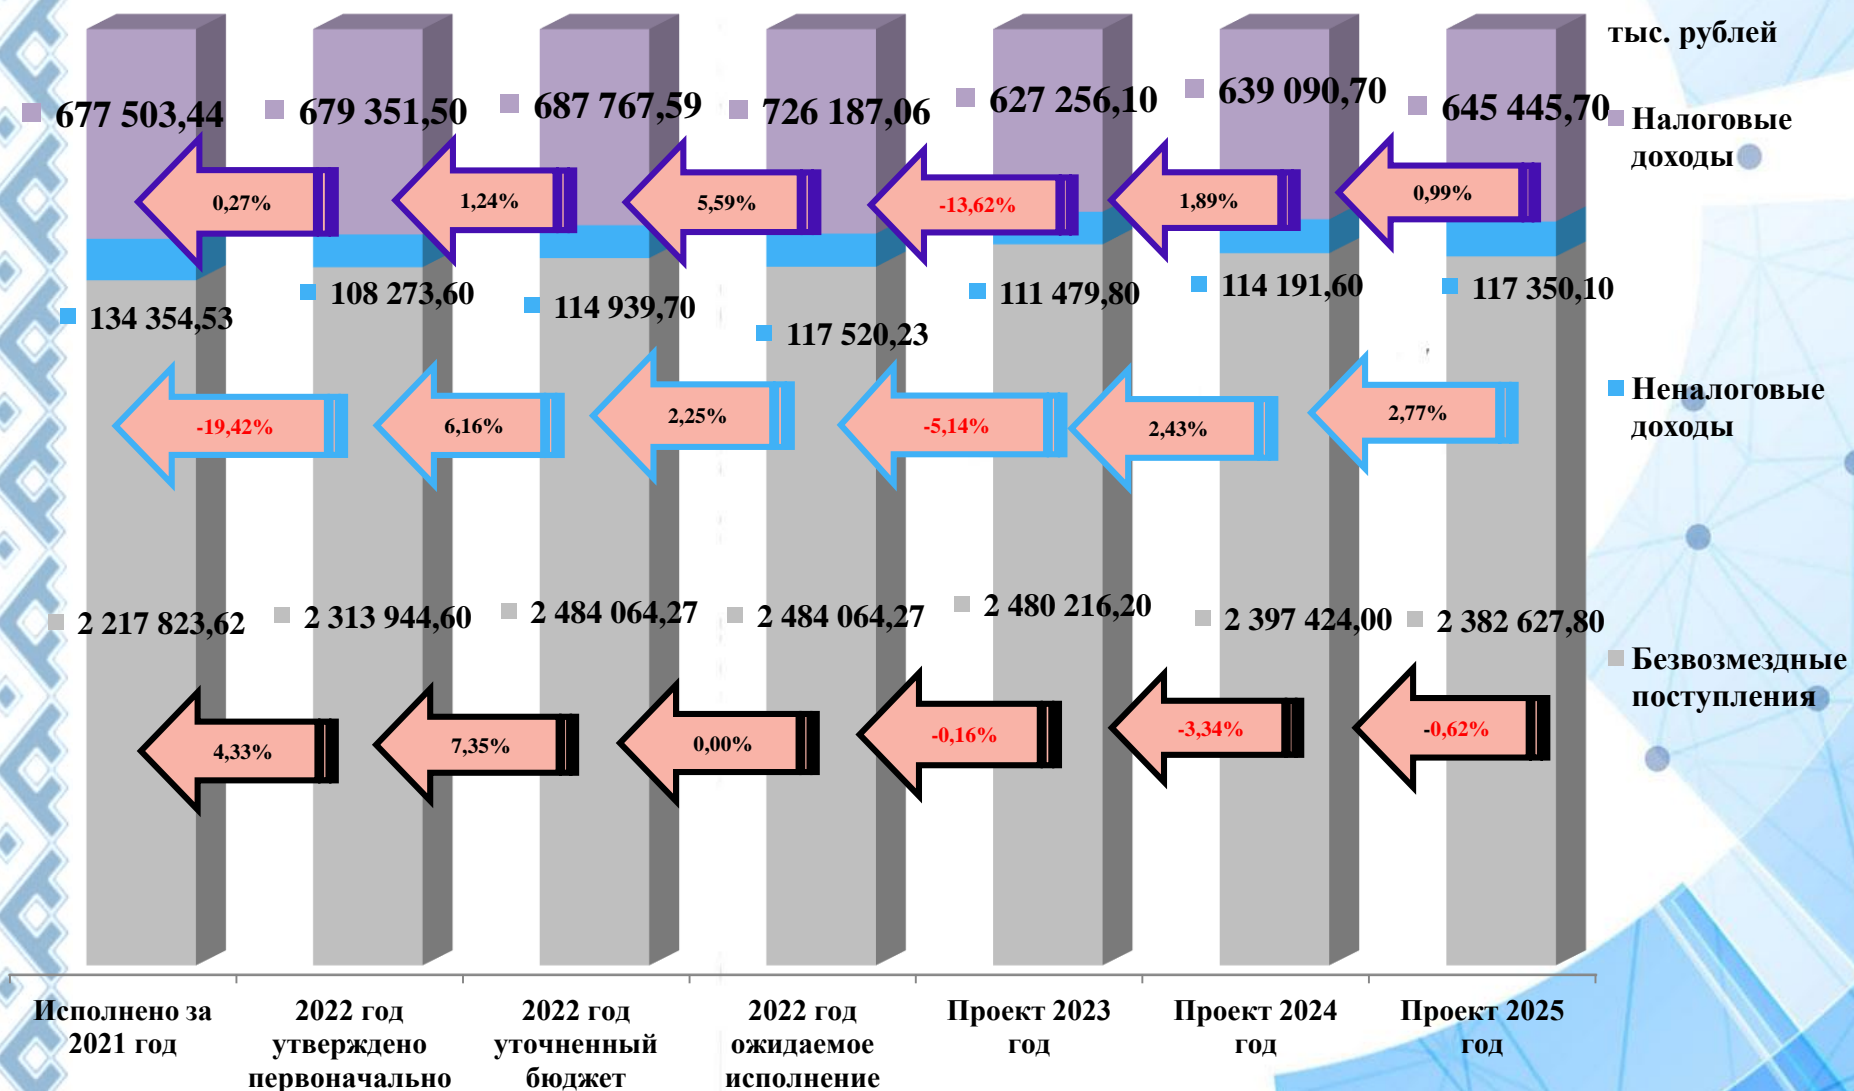 тыс. рублей
677 503,44
679 351,50
687 767,59
726 187,06
627 256,10
639 090,70
645 445,70
Налоговые
доходы
0,27%
1,24%
5,59%
-13,62%
1,89%
0,99%
134 354,53
108 273,60
114 939,70
117 520,23
111 479,80
114 191,60
117 350,10
Неналоговые
доходы
-19,42%
6,16%
2,25%
-5,14%
2,43%
2,77%
2 217 823,62
2 313 944,60
2 484 064,27
2 484 064,27
2 480 216,20
2 397 424,00
2 382 627,80
Безвозмездные
поступления
4,33%
7,35%
0,00%
-0,16%
-3,34%
-0,62%
Исполнено за
2021 год
2022 год
утверждено
первоначально
2022 год
уточненный
бюджет
2022 год
ожидаемое
исполнение
Проект 2023
год
Проект 2024
год
Проект 2025
год